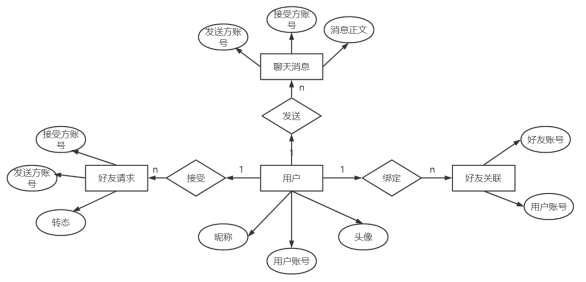 发送方账
号
接受方账
号
消息正文
聊天消息
n
发送
1
接受方账
号
发送方账
号
转态
好友请求
n
接受
1
用户
1
绑定
n
好友关联
好友账号
用户账号
昵称
用户账号
头像